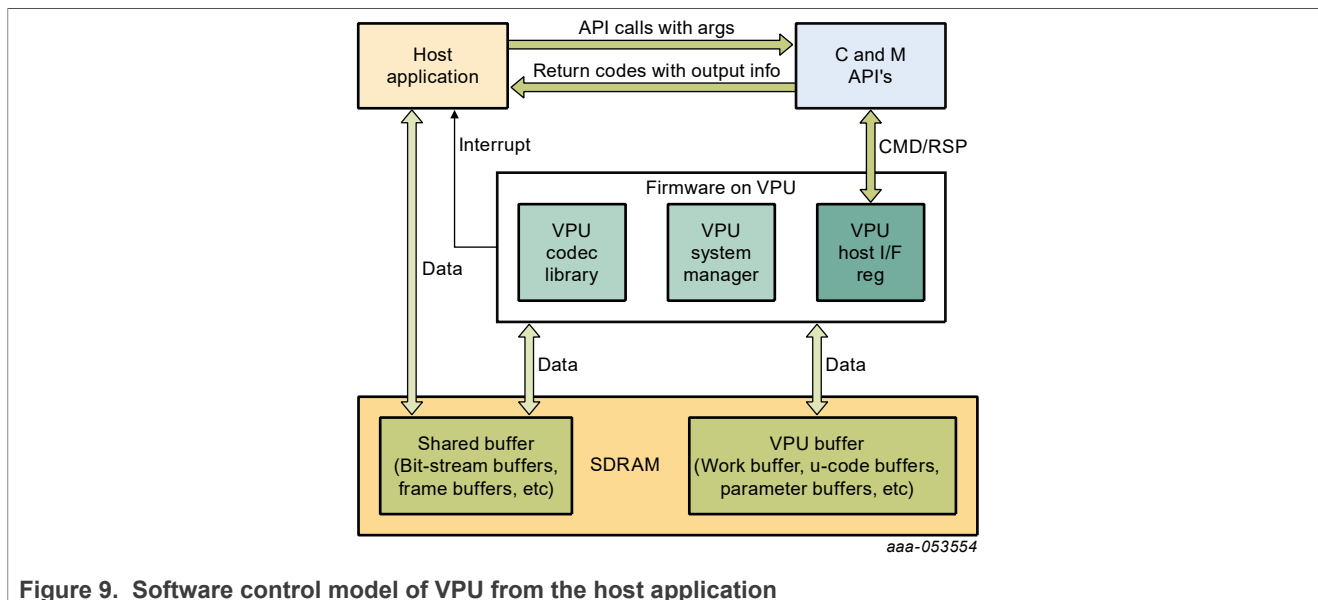 API calls with args
Host
application
C and M
API's
Return codes with output info
Interrupt
CMD/RSP
Firmware on VPU
VPU
codec
library
VPU
system
manager
VPU
host I/F
reg
Data
Data
Data
Shared buffer
(Bit-stream buffers,
frame buffers, etc)
SDRAM
VPU buffer
(Work buffer, u-code buffers,
parameter buffers, etc)
aaa-053554
Figure 9. Software control model of VPU from the host application